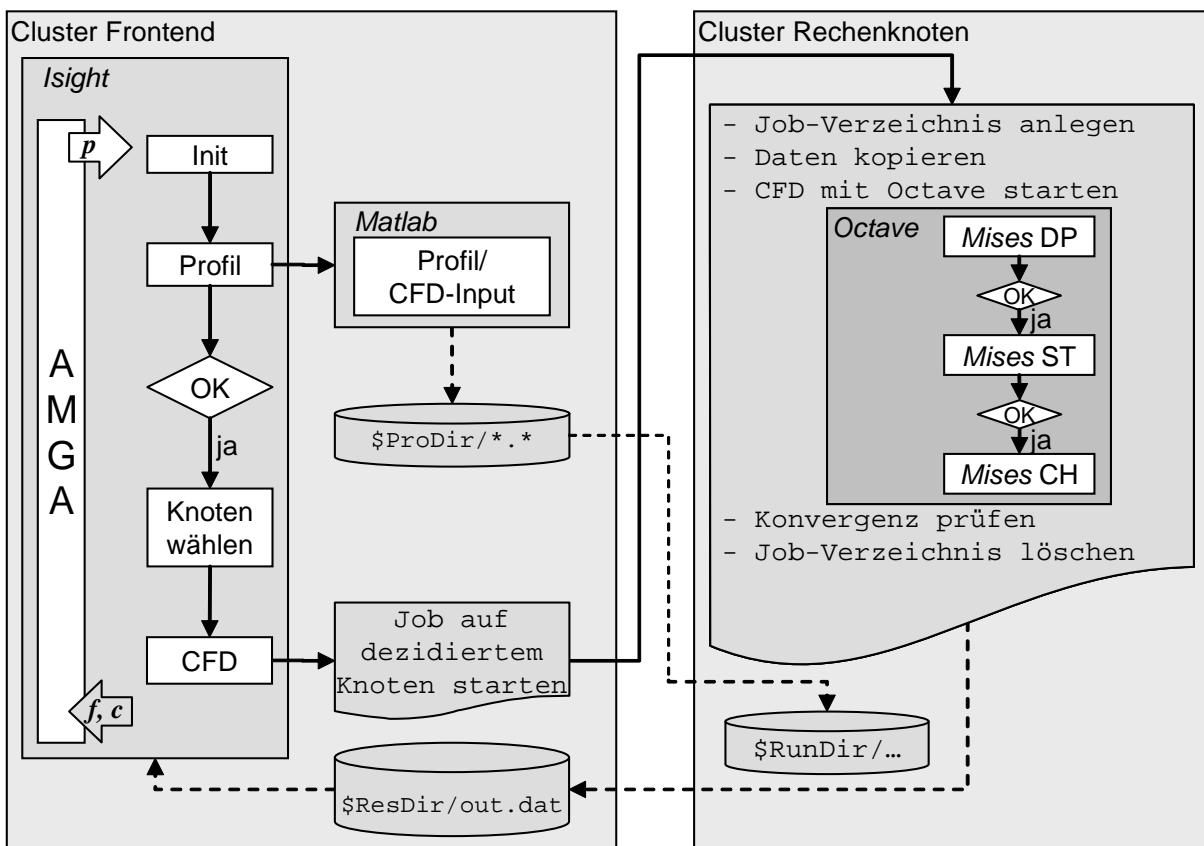 Cluster Frontend
Isight
p
Init
Profil
OK
ja
Knoten
wählen
CFD
f, c
A
M
G
A
Matlab
Profil/
CFD-Input
$ProDir/*.*
Job auf
dezidiertem
Knoten starten
$ResDir/out.dat
Cluster Rechenknoten
- Job-Verzeichnis anlegen
- Daten kopieren
- CFD mit Octave starten
Octave
Mises DP
OK
ja
Mises ST
OK
ja
Mises CH
- Konvergenz prüfen
- Job-Verzeichnis löschen
$RunDir/…